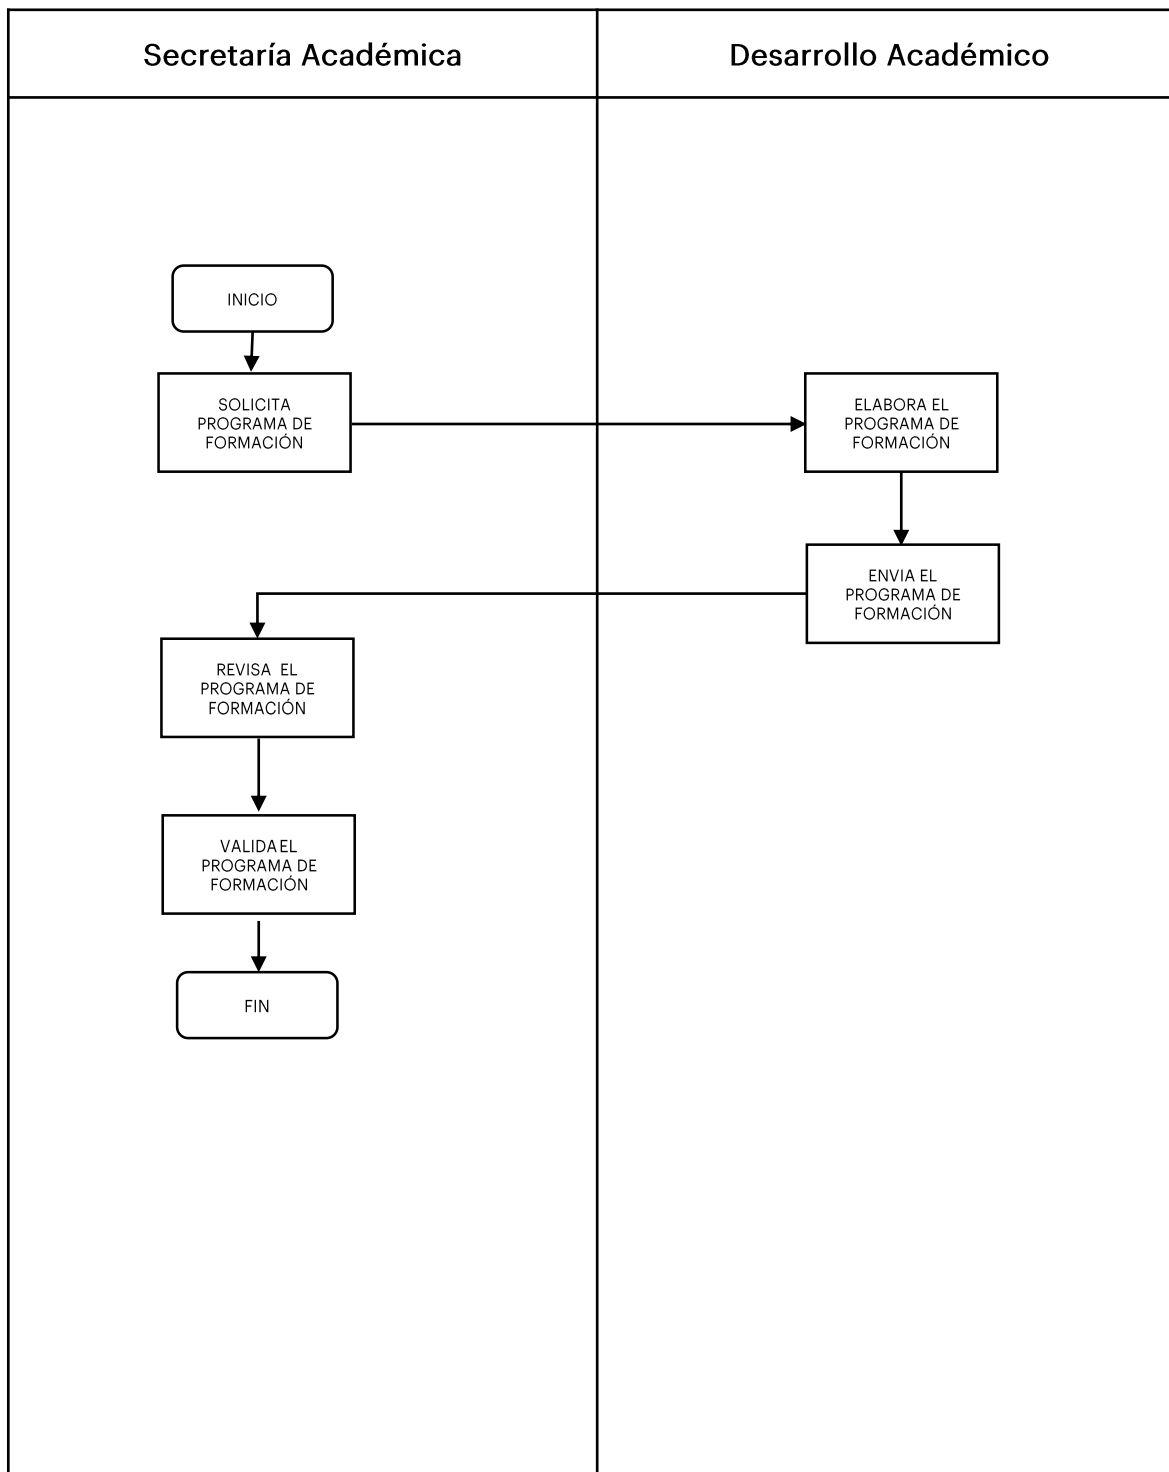 Secretaría Académica
Desarrollo Académico
INICIO
SOLICITA
PROGRAMA DE
FORMACIÓN
ELABORA EL
PROGRAMA DE
FORMACIÓN
ENVIA EL
PROGRAMA DE
FORMACIÓN
REVISA EL
PROGRAMA DE
FORMACIÓN
VALIDA EL
PROGRAMA DE
FORMACIÓN
FIN